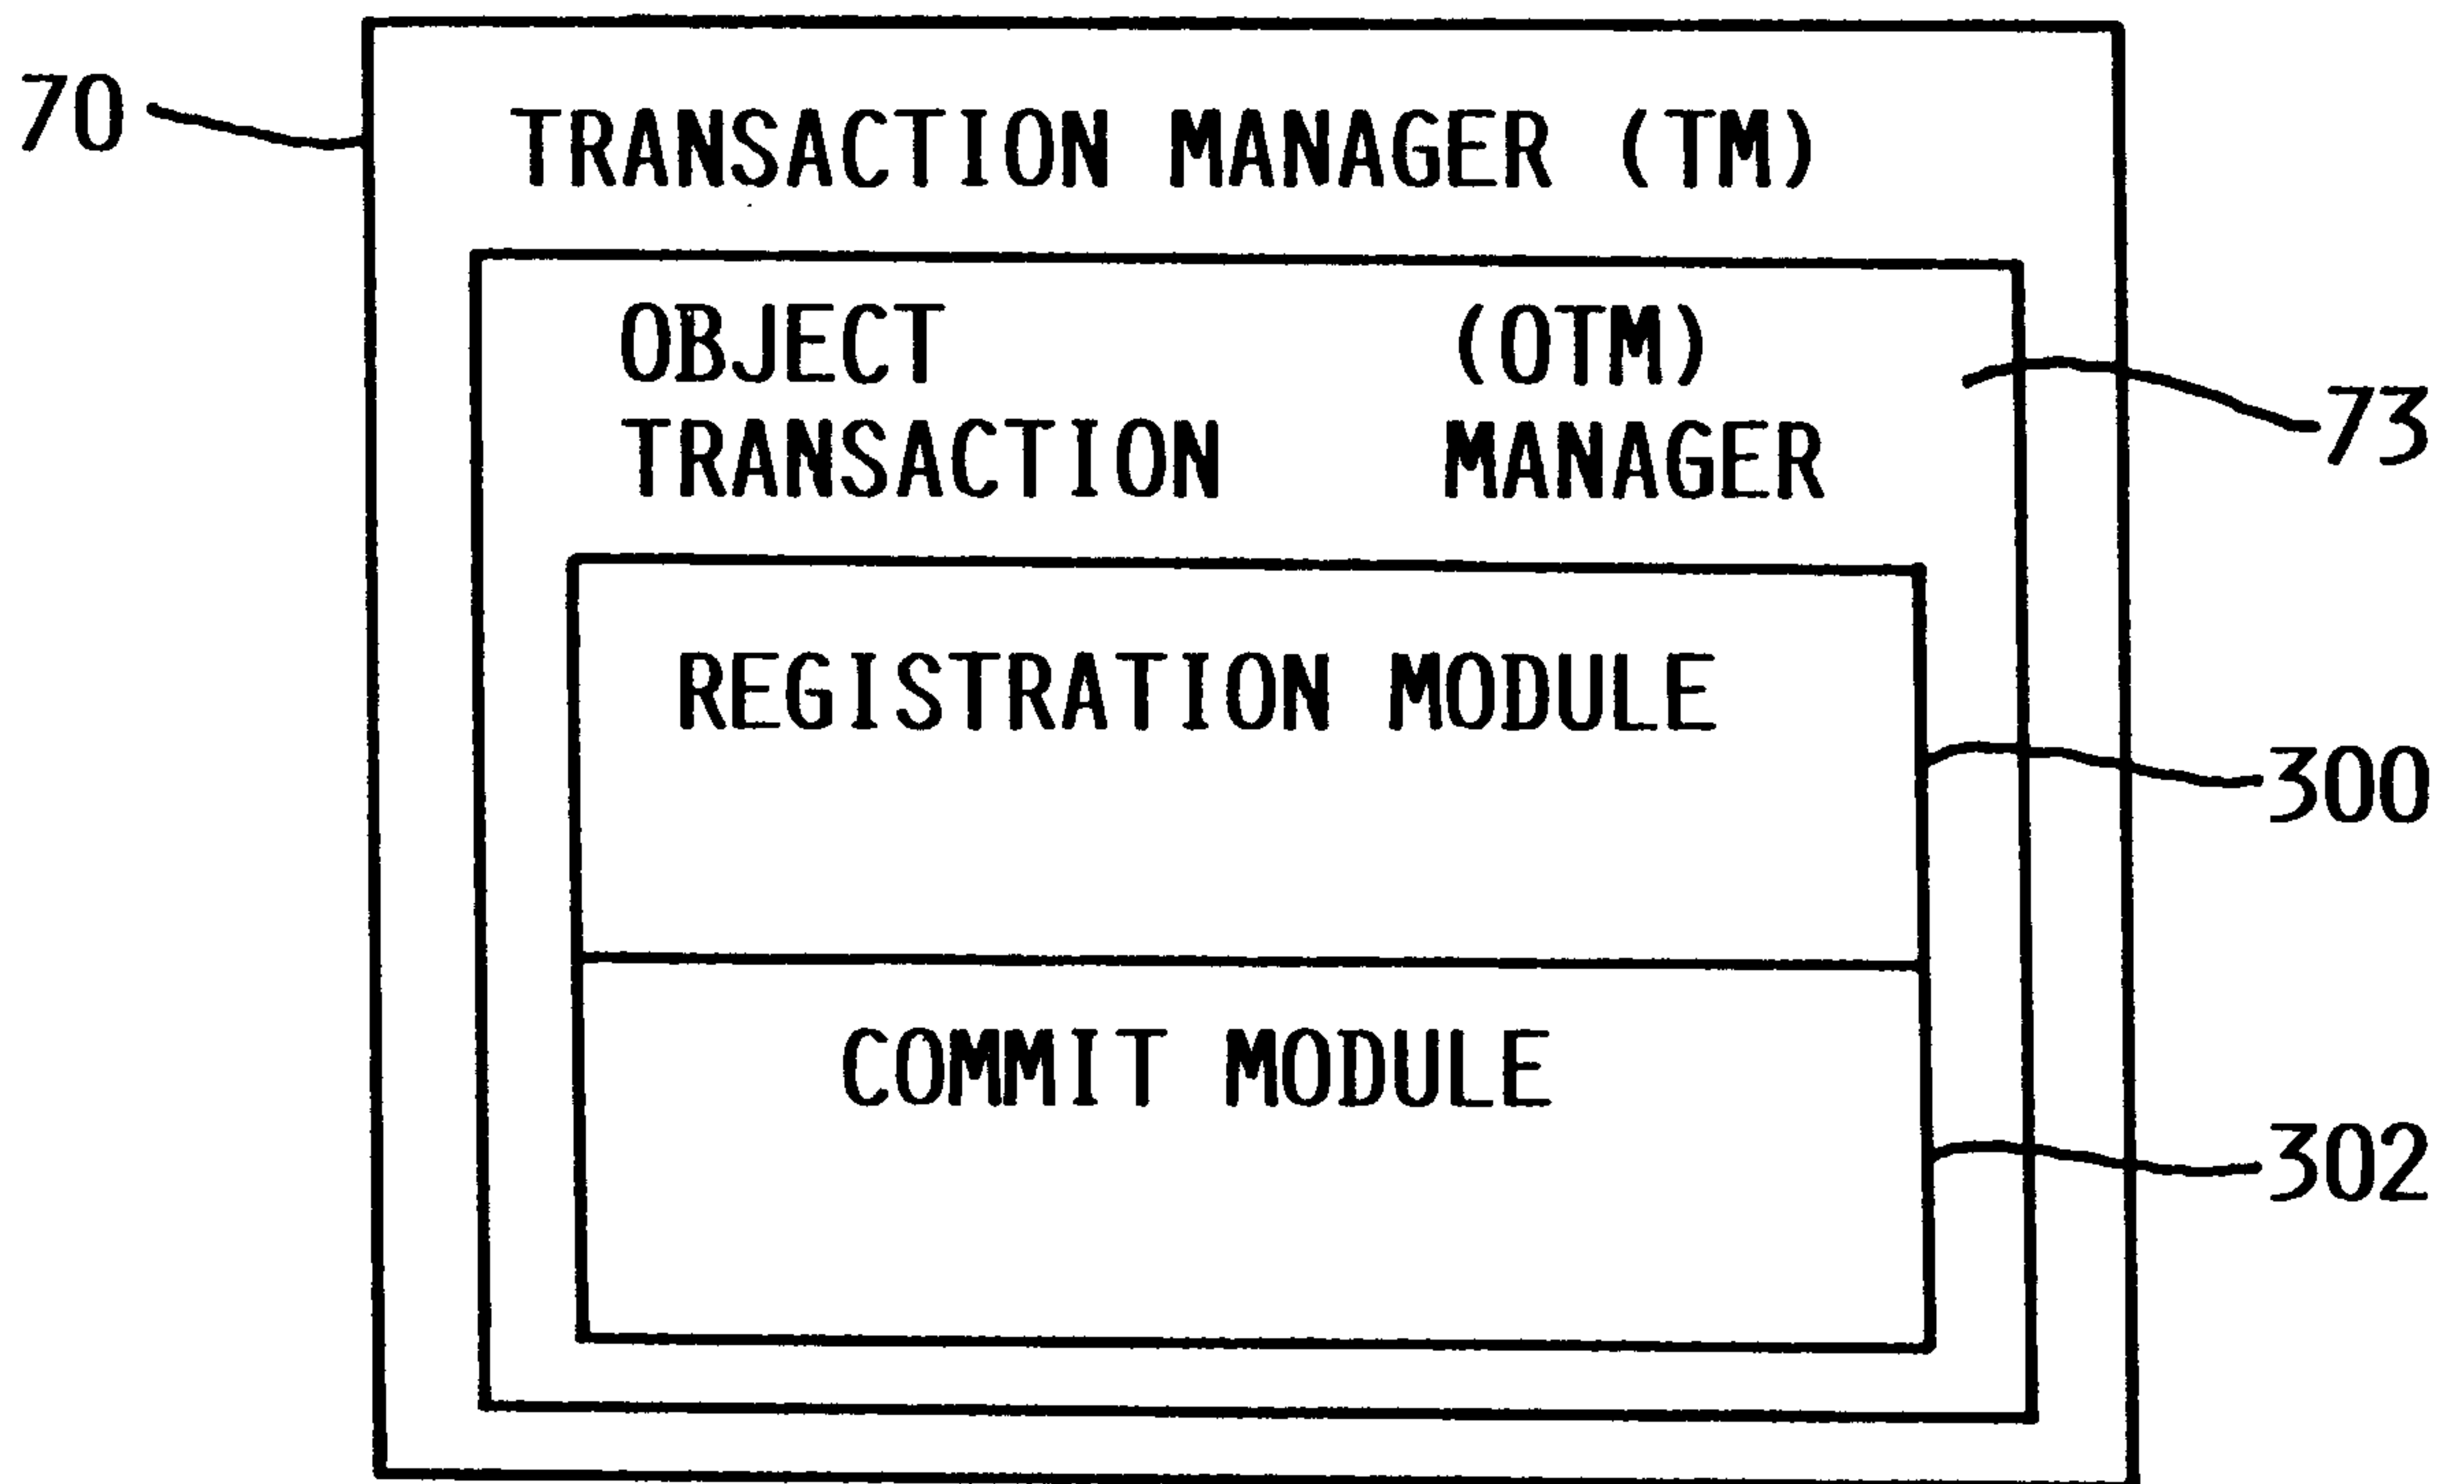 70
TRANSACTION MANAGER (TM)
OBJECT (OTM)
TRANSACTION MANAGER
73
REGISTRATION MODULE
300
COMMIT MODULE
302